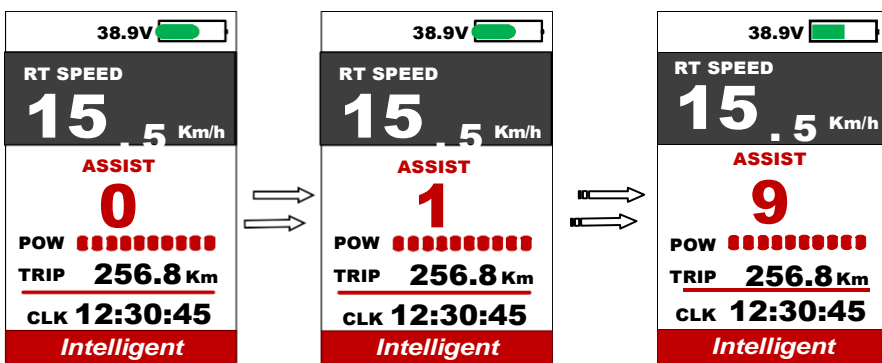 38.9V
RT SPEED
15.5 Km/h
ASSIST
0
POW
TRIP 256.8 Km
CLK 12:30:45
Intelligent
38.9V
RT SPEED
15.5 Km/h
ASSIST
1
POW
TRIP 256.8 Km
CLK 12:30:45
Intelligent
38.9V
RT SPEED
15.5 Km/h
ASSIST
9
POW
TRIP 256.8 Km
CLK 12:30:45
Intelligent